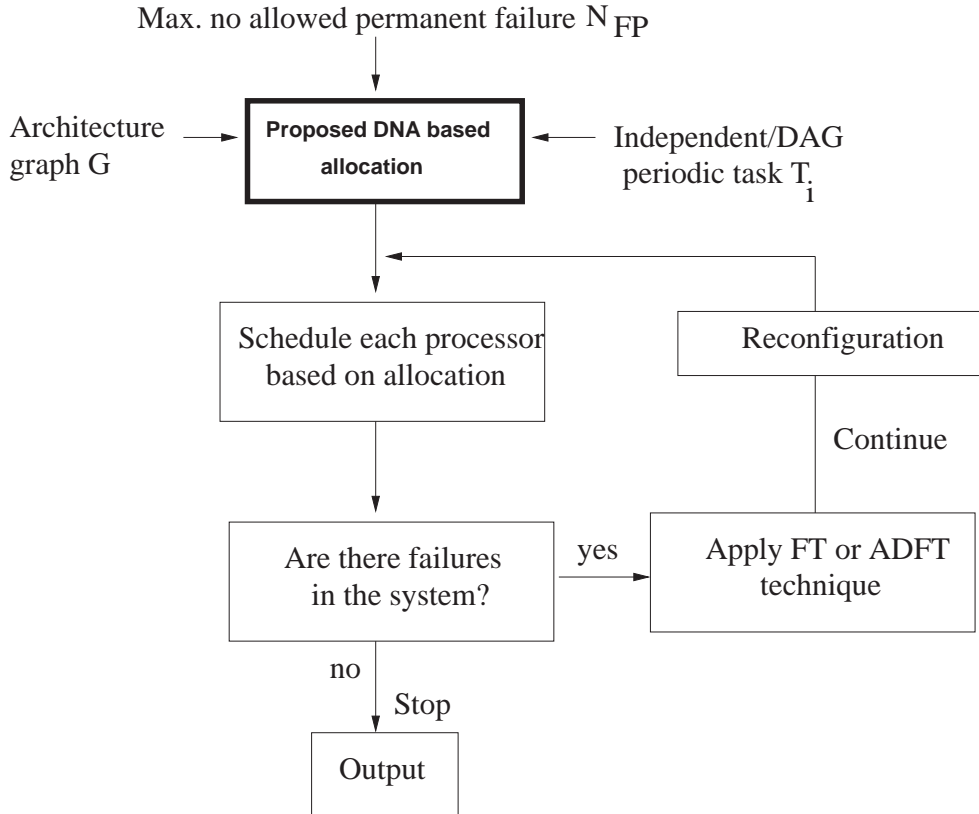 Max. no allowed permanent failure N FP
Architecture
graph G
Proposed DNA based
allocation
Independent/DAG
periodic task T i
Schedule each processor
based on allocation
Reconfiguration
Continue
Are there failures
in the system?
yes
Apply FT or ADFT
technique
no
Stop
Output